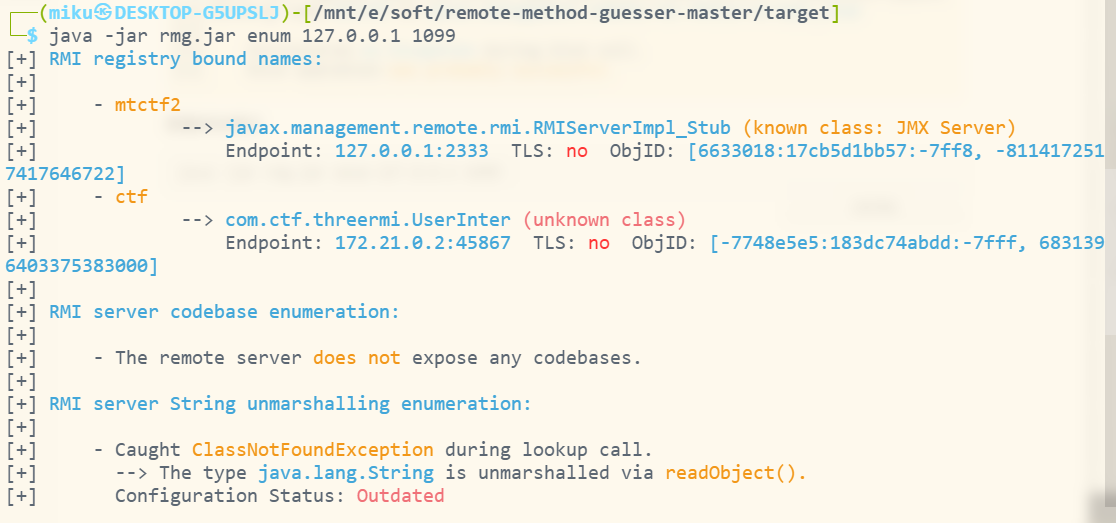 ┌──(miku㉿DESKTOP-G5UPSLJ)-[/mnt/e/soft/remote-method-guesser-master/target]
└─$ java -jar rmg.jar enum 127.0.0.1 1099
[+] RMI registry bound names:
[+]
[+]     - mtctf2
[+]             --> javax.management.remote.rmi.RMIServerImpl_Stub (known class: JMX Server)
[+]                 Endpoint: 127.0.0.1:2333  TLS: no  ObjID: [6633018:17cb5d1bb57:-7ff8, -811417251
7417646722]
[+]     - ctf
[+]             --> com.ctf.threermi.UserInter (unknown class)
[+]                 Endpoint: 172.21.0.2:45867  TLS: no  ObjID: [-7748e5e5:183dc74abdd:-7fff, 683139
6403375383000]
[+]
[+] RMI server codebase enumeration:
[+]
[+]     - The remote server does not expose any codebases.
[+]
[+] RMI server String unmarshalling enumeration:
[+]
[+]     - Caught ClassNotFoundException during lookup call.
[+]       --> The type java.lang.String is unmarshalled via readObject().
[+]       Configuration Status: Outdated